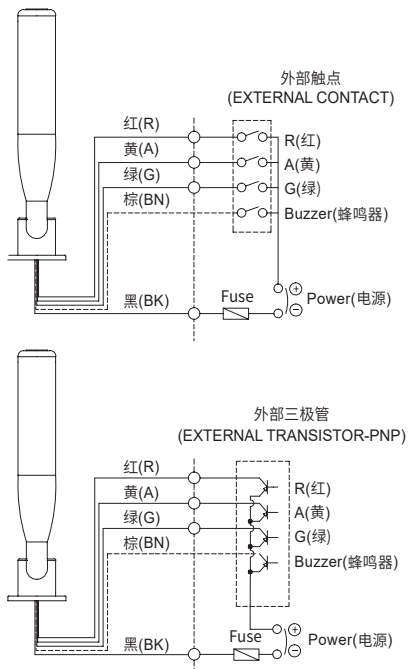 外部触点
(EXTERNAL CONTACT)
红(R)
R(红)
黄(A)
A(黄)
绿(G)
G(绿)
棕(BN)
Buzzer(蜂鸣器)
黑(BK)
Fuse
⊕
Power(电源)
⊖
外部三极管
(EXTERNAL TRANSISTOR-PNP)
红(R)
R(红)
黄(A)
A(黄)
绿(G)
G(绿)
棕(BN)
Buzzer(蜂鸣器)
黑(BK)
Fuse
⊕
Power(电源)
⊖